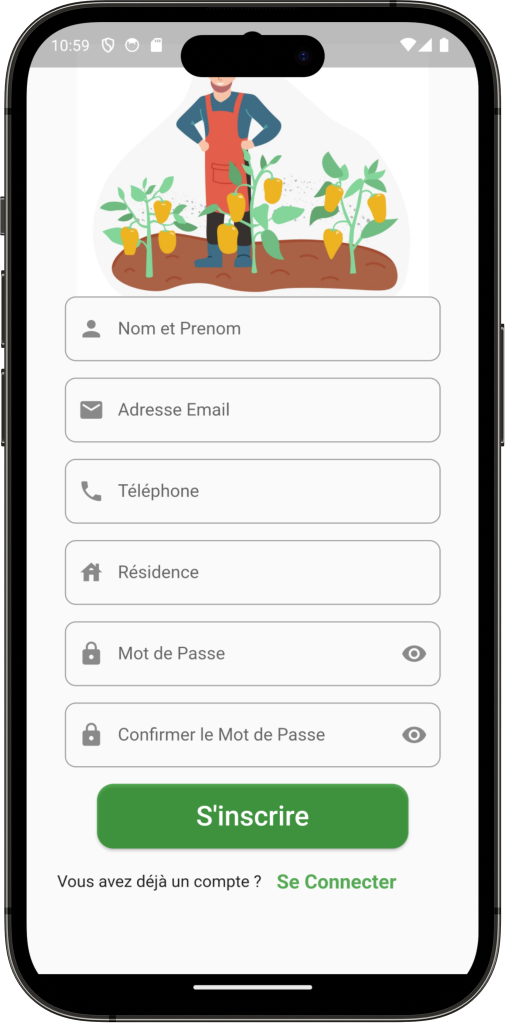 10:59
Nom et Prenom
Adresse Email
Téléphone
Résidence
Mot de Passe
Confirmer le Mot de Passe
S'inscrire
Vous avez déjà un compte ? Se Connecter